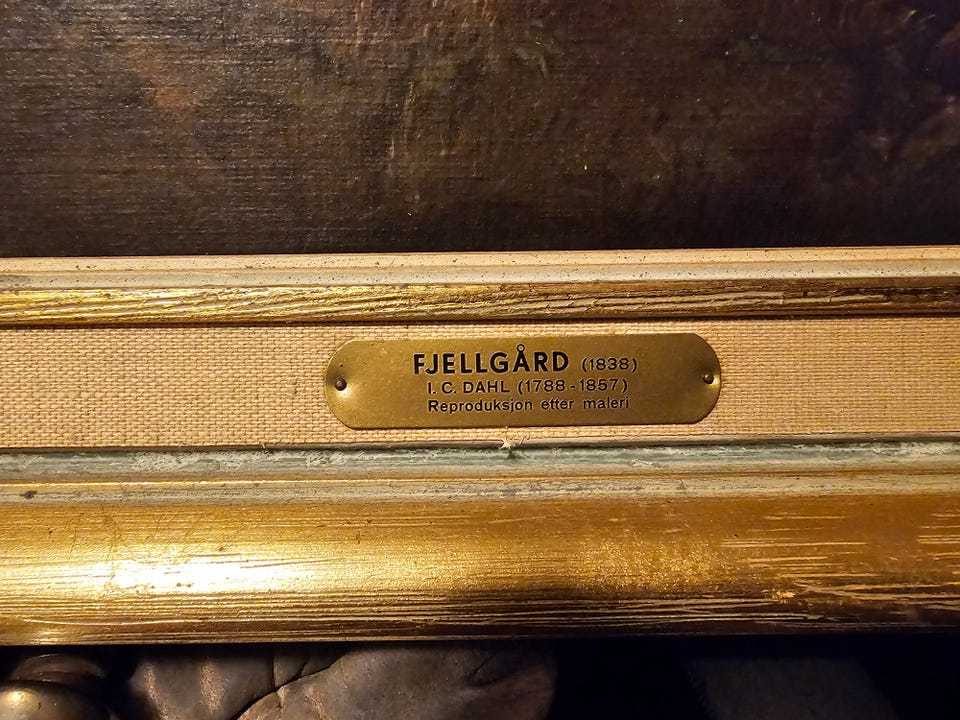 FJELLGÅRD (1838)
I. C. DAHL (1788-1857)
Reproduksjon etter maleri